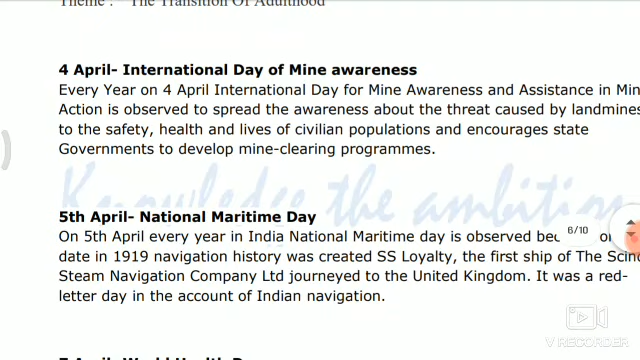 Theme : "The Transition Of Adulthood"
4 April- International Day of Mine awareness
Every Year on 4 April International Day for Mine Awareness and Assistance in Min
Action is observed to spread the awareness about the threat caused by landmines
to the safety, health and lives of civilian populations and encourages state
Governments to develop mine-clearing programmes.
Knowledge the ambition
5th April- National Maritime Day
On 5th April every year in India National Maritime day is observed bec on
6/10
date in 1919 navigation history was created SS Loyalty, the first ship of The Scind
Steam Navigation Company Ltd journeyed to the United Kingdom. It was a red-
letter day in the account of Indian navigation.
V RECORDER
7 April- World Health D